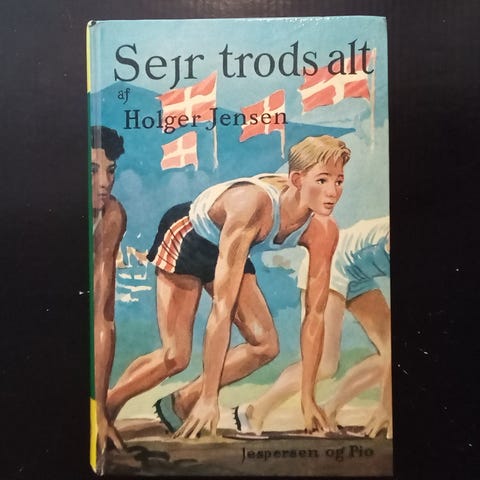 Sejr trods alt
af
Holger Jensen
Jespersen og Pio